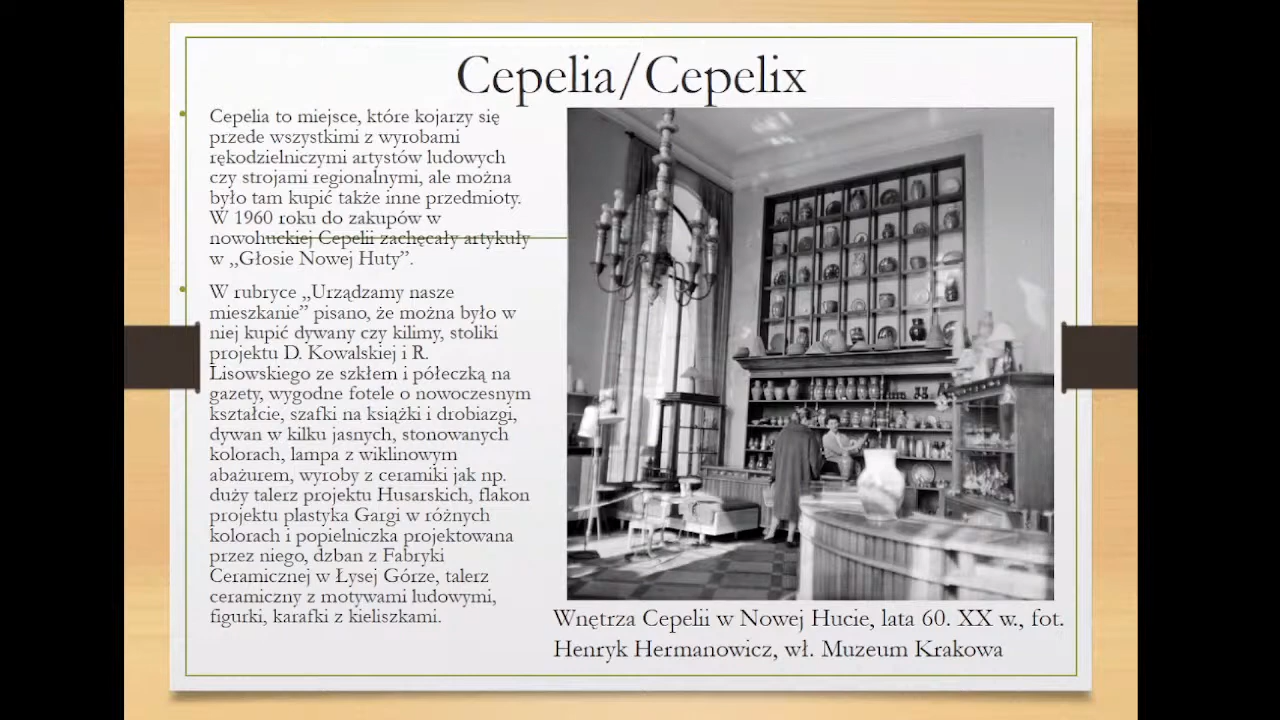 Cepelia/Cepelix
Cepelia to miejsce, które kojarzy się
przede wszystkimi z wyrobami
rękodzielniczymi artystów ludowych
czy strojami regionalnymi, ale można
było tam kupić także inne przedmioty.
W 1960 roku do zakupów w
nowohuckiej Cepelii zachęcały artykuły
w „Głosie Nowej Huty”.
W rubryce „Urządzamy nasze
mieszkanie” pisano, że można było w
niej kupić dywany czy kilimy, stoliki
projektu D. Kowalskiej i R.
Lisowskiego ze szkłem i półeczką na
gazety, wygodne fotele o nowoczesnym
kształcie, szafki na książki i drobiazgi,
dywan w kilku jasnych, stonowanych
kolorach, lampa z wiklinowym
abażurem, wyroby z ceramiki jak np.
duży talerz projektu Husarskich, flakon
projektu plastyka Gargi w różnych
kolorach i popielniczka projektowana
przez niego, dzban z Fabryki
Ceramicznej w Łysej Górze, talerz
ceramiczny z motywami ludowymi,
figurki, karafki z kieliszkami.
Wnętrza Cepelii w Nowej Hucie, lata 60. XX w., fot.
Henryk Hermanowicz, wł. Muzeum Krakowa